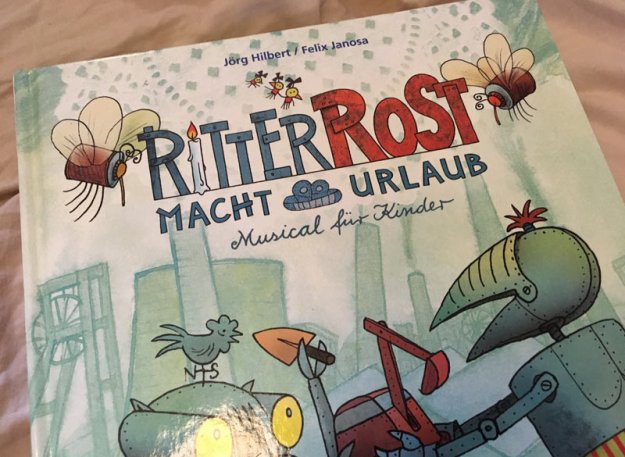 Jörg Hilbert / Felix Janosa
RITTER ROST
MACHT URLAUB
Musical für Kinder
N S